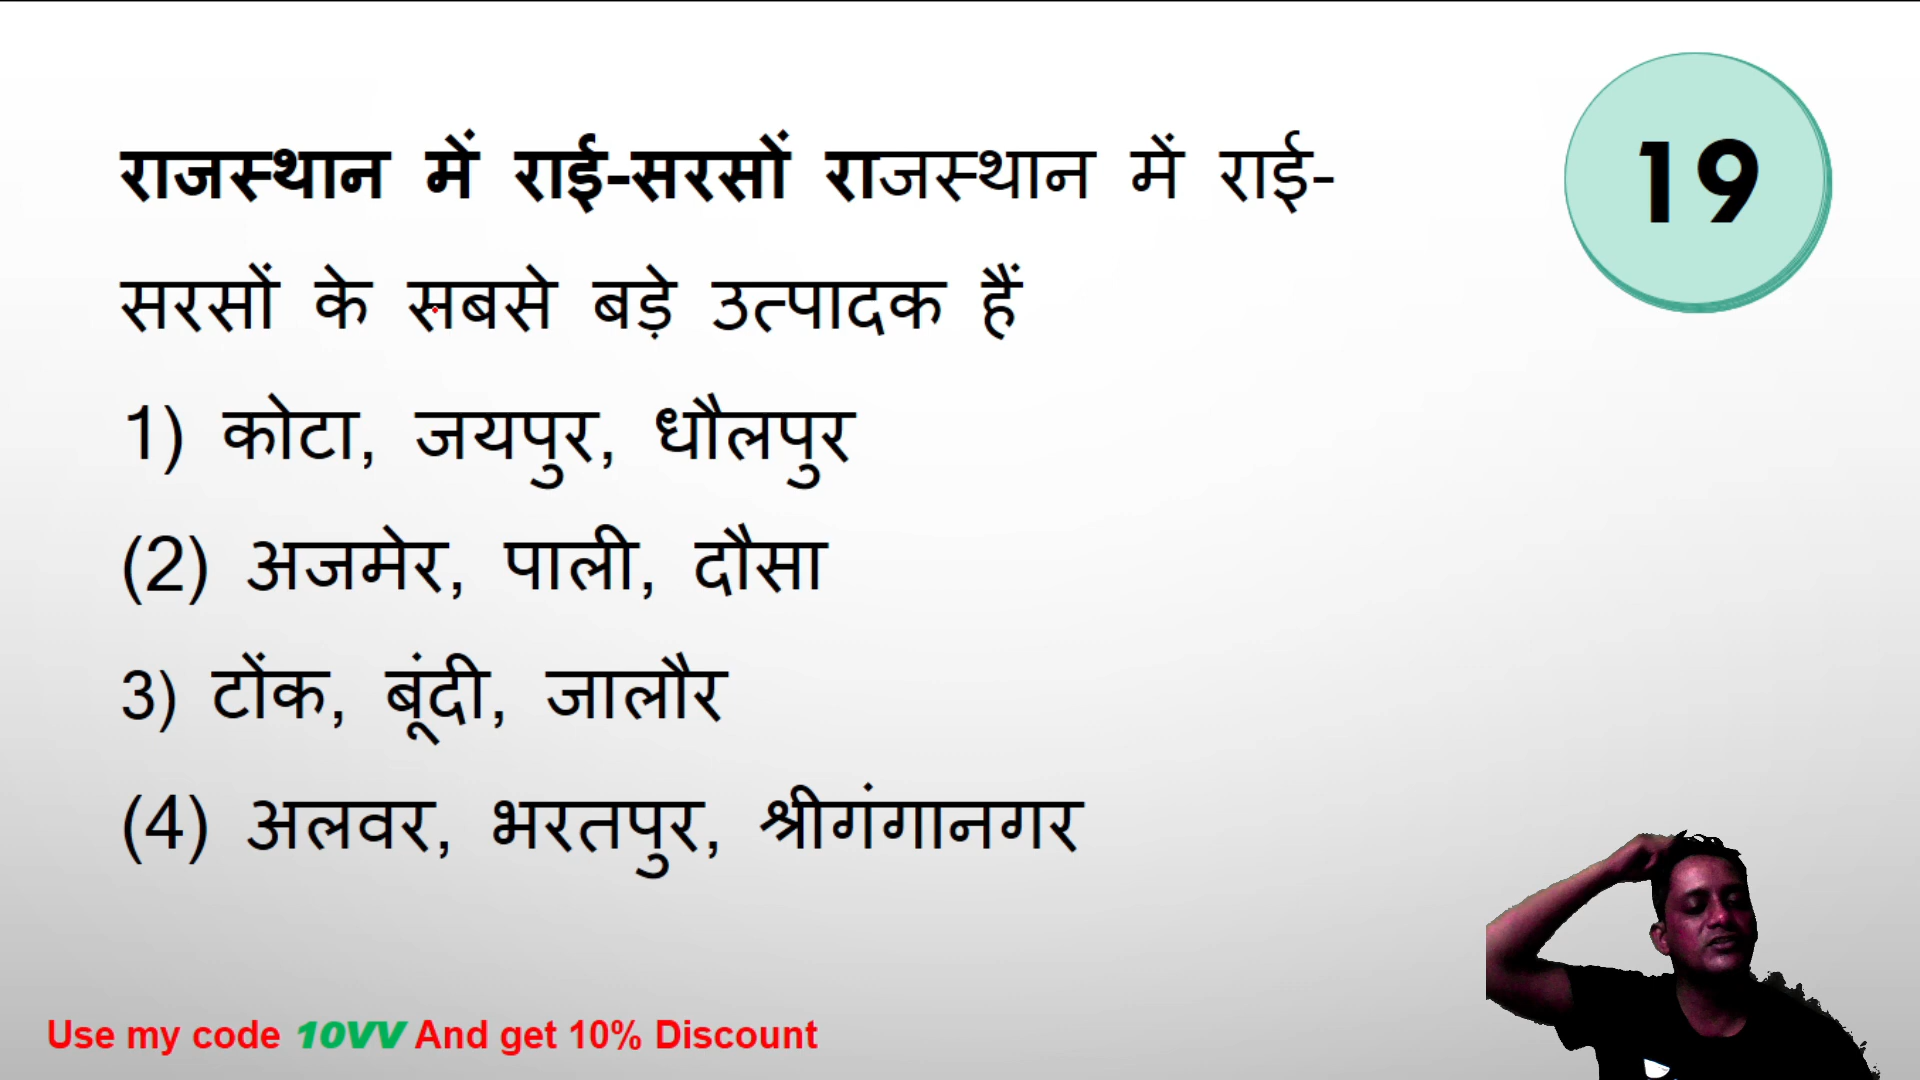 राजस्थान में राई-सरसों राजस्थान में राई-
19
सरसों के सबसे बड़े उत्पादक हैं
1) कोटा, जयपुर, धौलपुर
(2) अजमेर, पाली, दौसा
3) टोंक, बूंदी, जालौर
(4) अलवर, भरतपुर, श्रीगंगानगर
Use my code 10VV And get 10% Discount